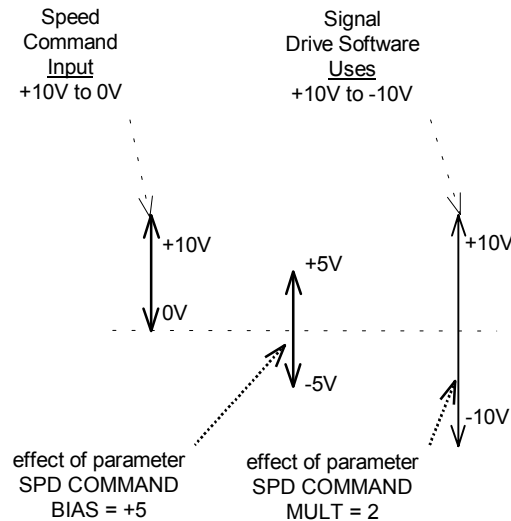 Speed
Command
Input
+10V to 0V
Signal
Drive Software
Uses
+10V to -10V
+10V
0V
+5V
-5V
+10V
-10V
effect of parameter
SPD COMMAND
BIAS = +5
effect of parameter
SPD COMMAND
MULT = 2